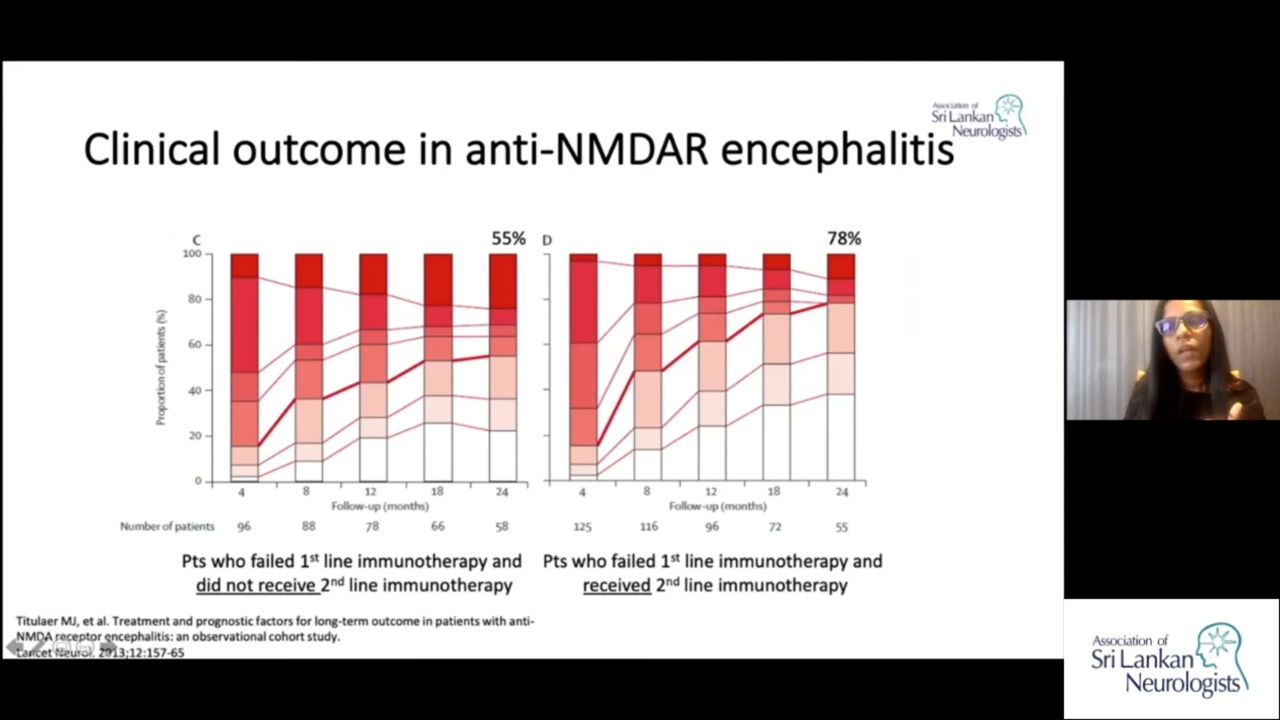 Association of
Sri Lankan
Neurologists
Clinical outcome in anti-NMDAR encephalitis
C
55%
100
80
60
40
20
0
Proportion of patients (%)
4 8 12 18 24
Follow-up (months)
Number of patients 96 88 78 66 58
D
78%
4 8 12 18 24
Follow-up (months)
125 116 96 72 55
Pts who failed 1st line immunotherapy and
did not receive 2nd line immunotherapy
Pts who failed 1st line immunotherapy and
received 2nd line immunotherapy
Titulaer MJ, et al. Treatment and prognostic factors for long-term outcome in patients with anti-
NMDA receptor encephalitis: an observational cohort study.
Lancet Neurol. 2013;12:157-65
Association of
Sri Lankan
Neurologists